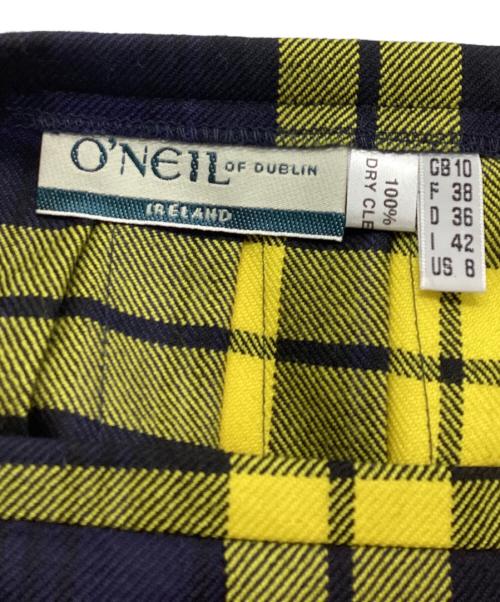 O'NEIL OF DUBLIN
IRELAND
100%
DRY CLE
GB 10
F 38
D 36
I 42
US 8